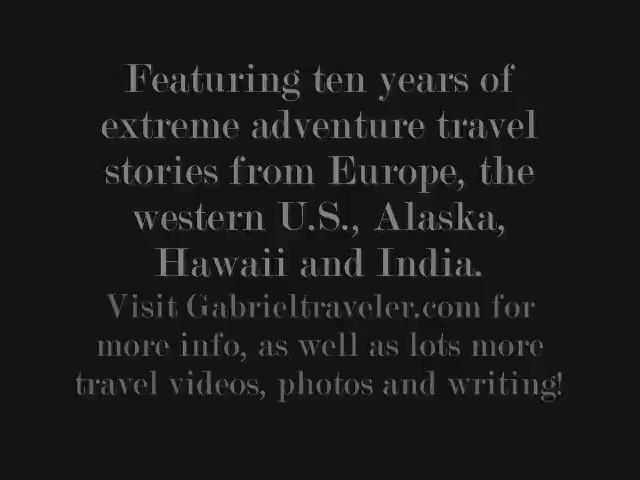 Featuring ten years of
extreme adventure travel
stories from Europe, the
western U.S., Alaska,
Hawaii and India.
Visit Gabrieltraveler.com for
more info, as well as lots more
travel videos, photos and writing!